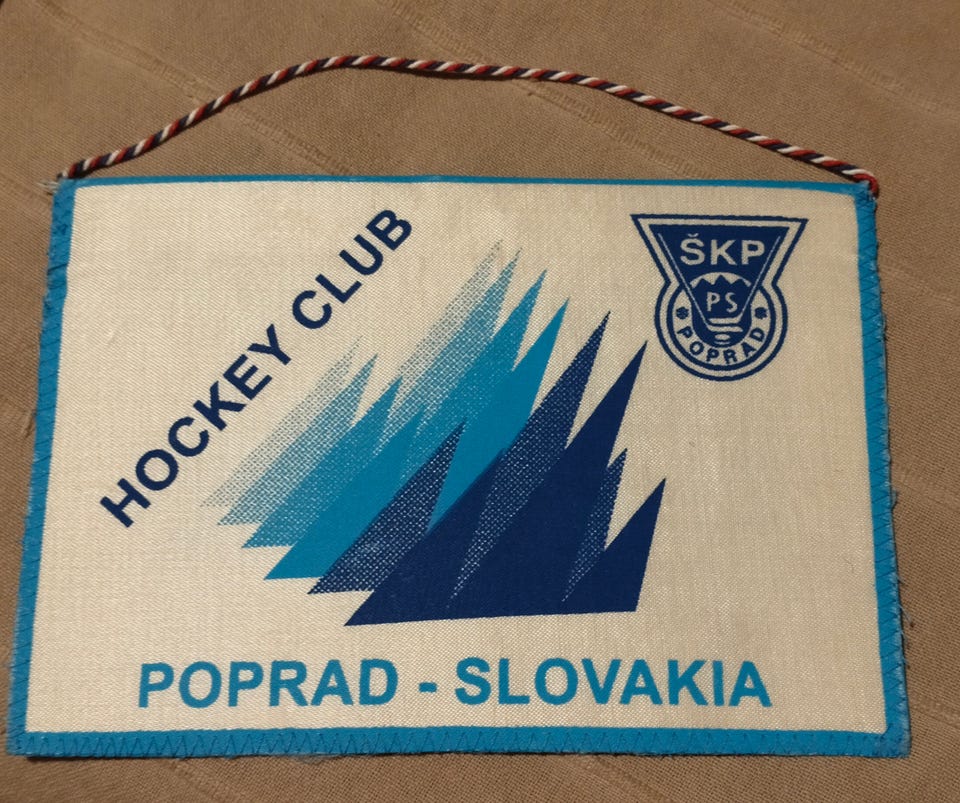 HOCKEY CLUB
ŠKP
PS
* POPRAD *
POPRAD - SLOVAKIA